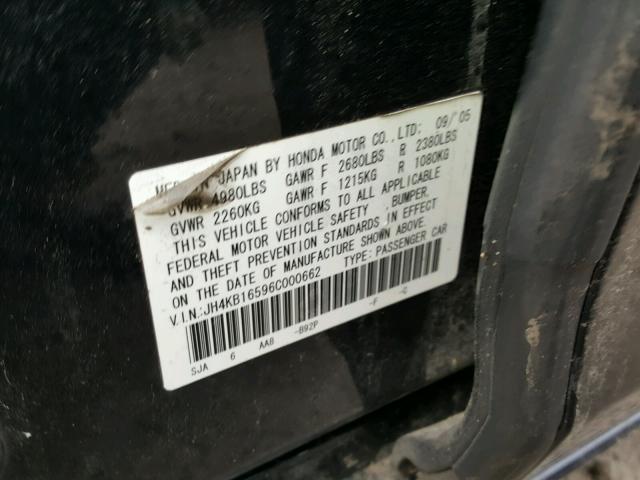 IN JAPAN BY HONDA MOTOR CO., LTD: 09/'05
GVWR 4980LBS GAWR F 2680LBS R 2380LBS
GVWR 2260KG GAWR F 1215KG R 1080KG
THIS VEHICLE CONFORMS TO ALL APPLICABLE
FEDERAL MOTOR VEHICLE SAFETY ,BUMPER,
AND THEFT PREVENTION STANDARDS IN EFFECT
ON THE DATE OF MANUFACTURE SHOWN ABOVE.
V.I.N.:JH4KB16596C000662 TYPE: PASSENGER CAR
SJA 6 AAB -B92P -F -G